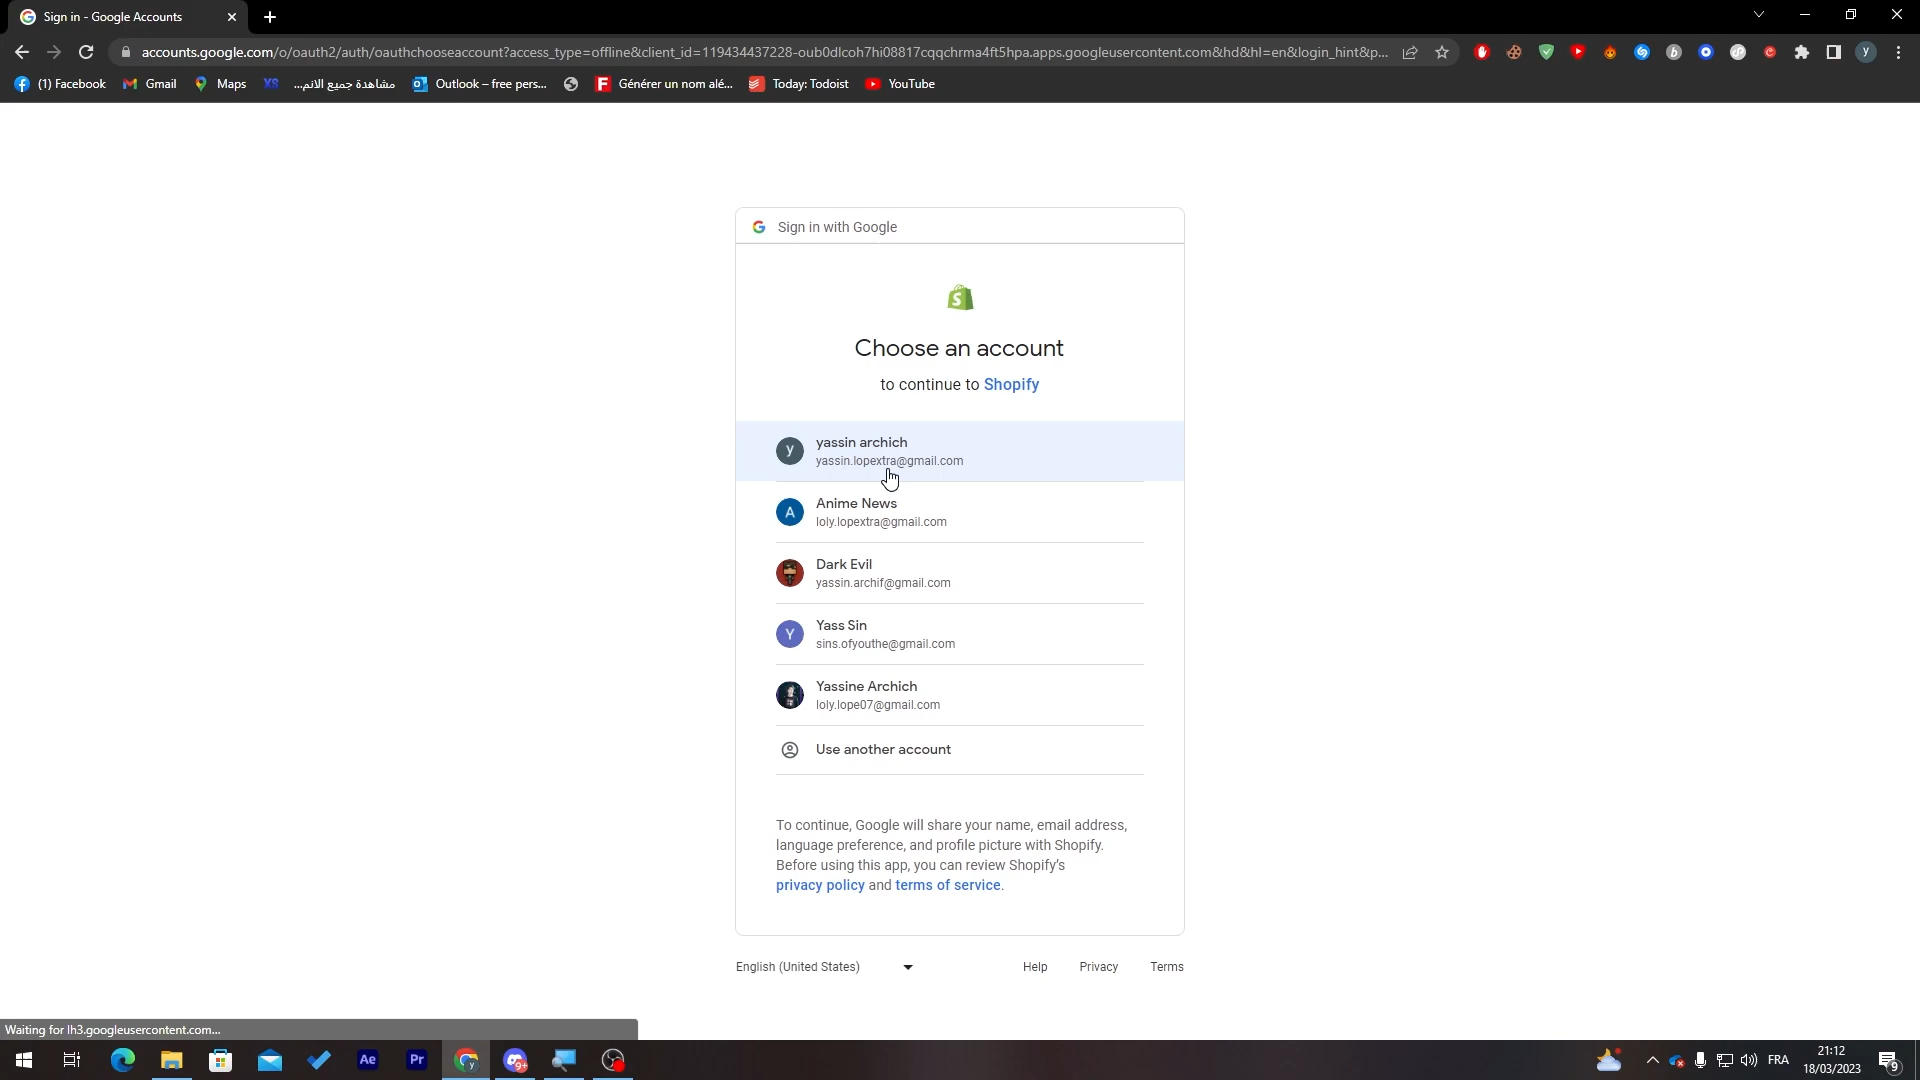 Sign in - Google Accounts
accounts.google.com/o/oauth2/auth/oauthchooseaccount?access_type=offline&client_id=119434437228-oub0dlcoh7hi08817cqqchrma4ft5hpa.apps.googleusercontent.com&hd&hl=en&login_hint&p...
(1) Facebook
Gmail
Maps
XS
مشاهدة جميع الانم...
Outlook – free pers...
Générer un nom alé...
Today: Todoist
YouTube
Sign in with Google
Choose an account
to continue to Shopify
y
yassin archich
yassin.lopextra@gmail.com
A
Anime News
loly.lopextra@gmail.com
Dark Evil
yassin.archif@gmail.com
Y
Yass Sin
sins.ofyouthe@gmail.com
Yassine Archich
loly.lope07@gmail.com
Use another account
To continue, Google will share your name, email address,
language preference, and profile picture with Shopify.
Before using this app, you can review Shopify's
privacy policy and terms of service.
English (United States)
Help
Privacy
Terms
Waiting for lh3.googleusercontent.com...
Ae
Pr
9+
FRA
21:12
18/03/2023
9